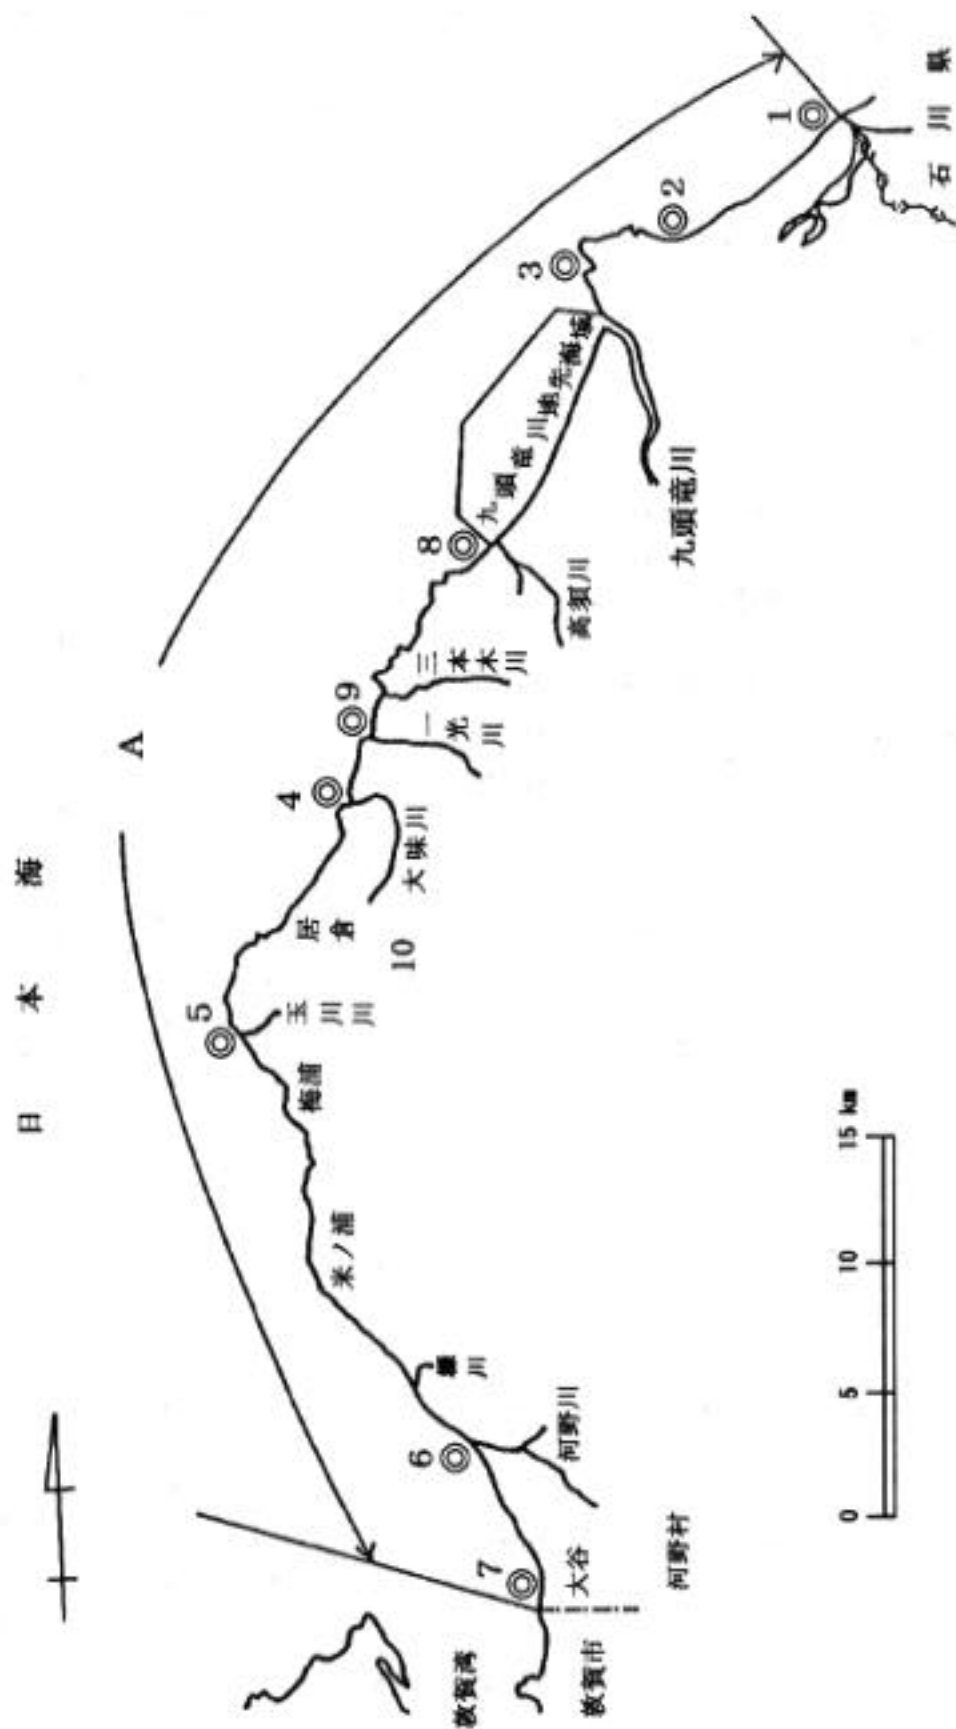 日本海
A
石川県
1
2
3
九頭竜川地先海域
九頭竜川
8
高須川
三本木川
9
一光川
4
大味川
居倉
10
5
玉川川
梅浦
米ノ浦
川
6
河野川
7
大谷
河野村
敦賀湾
敦賀市
0 5 10 15 km